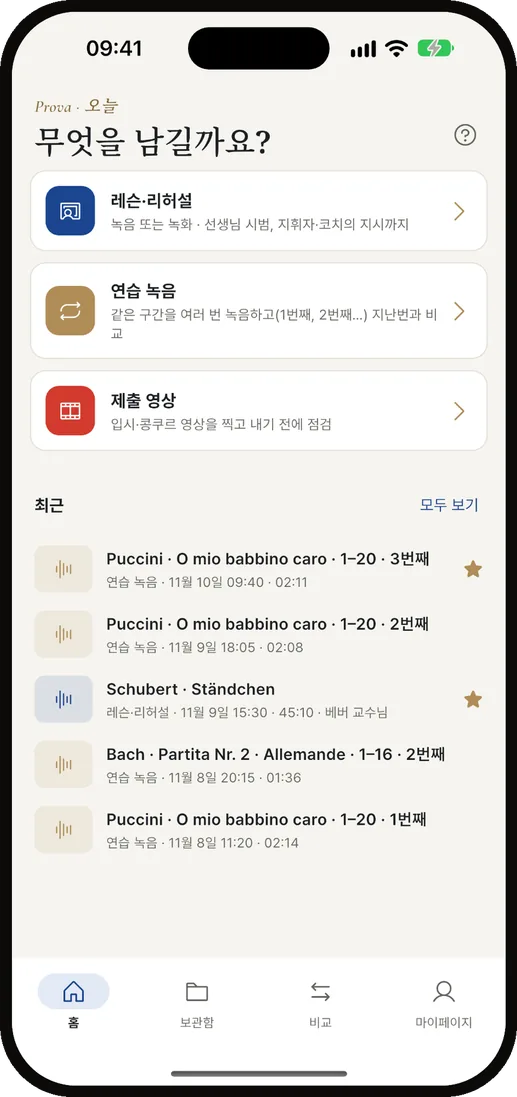 09:41
Prova · 오늘
무엇을 남길까요?
레슨·리허설
녹음 또는 녹화 · 선생님 시범, 지휘자·코치의 지시까지
연습 녹음
같은 구간을 여러 번 녹음하고(1번째, 2번째…) 지난번과 비
교
제출 영상
입시·콩쿠르 영상을 찍고 내기 전에 점검
최근
모두 보기
Puccini · O mio babbino caro · 1–20 · 3번째
연습 녹음 · 11월 10일 09:40 · 02:11
Puccini · O mio babbino caro · 1–20 · 2번째
연습 녹음 · 11월 9일 18:05 · 02:08
Schubert · Ständchen
레슨·리허설 · 11월 9일 15:30 · 45:10 · 베버 교수님
Bach · Partita Nr. 2 · Allemande · 1–16 · 2번째
연습 녹음 · 11월 8일 20:15 · 01:36
Puccini · O mio babbino caro · 1–20 · 1번째
연습 녹음 · 11월 8일 11:20 · 02:14
홈
보관함
비교
마이페이지